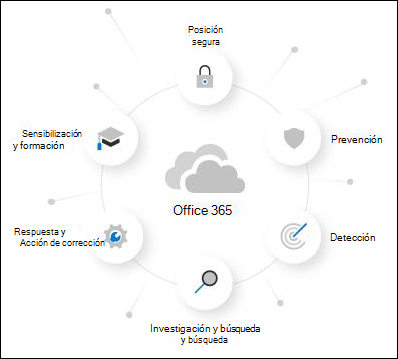 Posición
segura
Sensibilización
y formación
Prevención
Office 365
Respuesta y
Acción de corrección
Detección
Investigación y búsqueda
y búsqueda